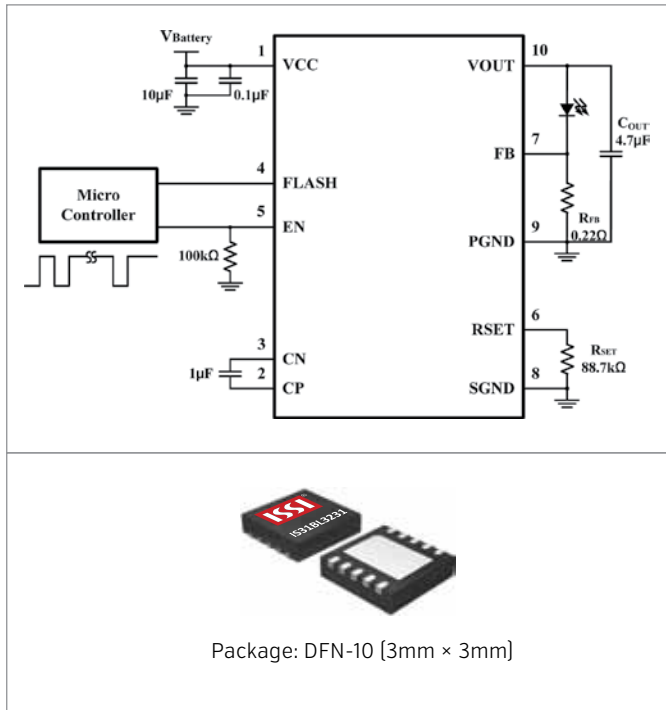 VBattery
1
VCC
10µF
0.1µF
10
VOUT
COUT
4.7µF
7
FB
4
FLASH
Micro
Controller
5
EN
100kΩ
RFB
0.22Ω
9
PGND
6
RSET
RSET
88.7kΩ
3
CN
1µF
2
CP
8
SGND
ISSI
IS31BL3231
Package: DFN-10 (3mm × 3mm)